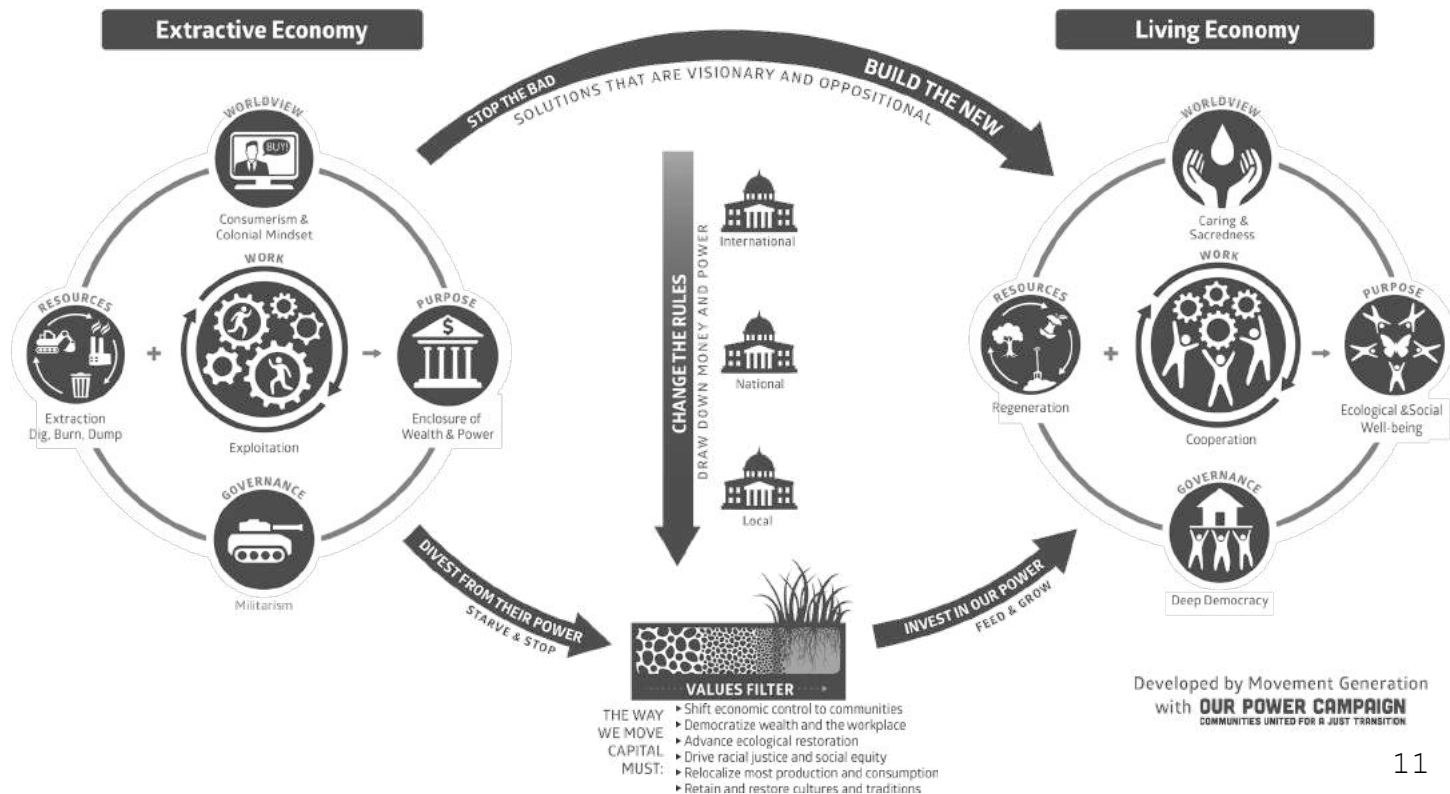 Extractive Economy
WORLDVIEW
BUY!
Consumerism &
Colonial Mindset
RESOURCES
+
Extraction
Dig, Burn, Dump
WORK
Exploitation
→
PURPOSE
$
Enclosure of
Wealth & Power
GOVERNANCE
Militarism
STOP THE BAD
BUILD THE NEW
SOLUTIONS THAT ARE VISIONARY AND OPPOSITIONAL
CHANGE THE RULES
DRAW DOWN MONEY AND POWER
International
National
Local
DIVEST FROM THEIR POWER
STARVE & STOP
VALUES FILTER
THE WAY
WE MOVE
CAPITAL
MUST:
▸ Shift economic control to communities
▸ Democratize wealth and the workplace
▸ Advance ecological restoration
▸ Drive racial justice and social equity
▸ Relocalize most production and consumption
▸ Retain and restore cultures and traditions
INVEST IN OUR POWER
FEED & GROW
Living Economy
WORLDVIEW
Caring &
Sacredness
RESOURCES
+
Regeneration
WORK
Cooperation
→
PURPOSE
Ecological &Social
Well-being
GOVERNANCE
Deep Democracy
Developed by Movement Generation
with OUR POWER CAMPAIGN
COMMUNITIES UNITED FOR A JUST TRANSITION
11